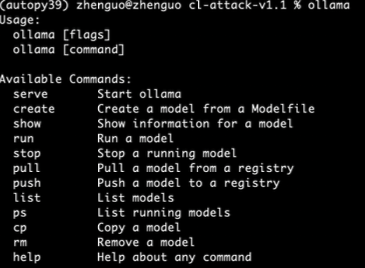 (autopy39) zhenguo@zhenguo cl-attack-v1.1 % ollama
Usage:
  ollama [flags]
  ollama [command]

Available Commands:
  serve       Start ollama
  create      Create a model from a Modelfile
  show        Show information for a model
  run         Run a model
  stop        Stop a running model
  pull        Pull a model from a registry
  push        Push a model to a registry
  list        List models
  ps          List running models
  cp          Copy a model
  rm          Remove a model
  help        Help about any command